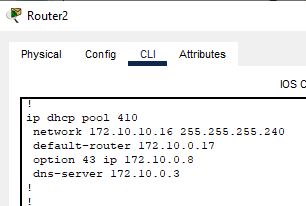 Router2
Physical Config CLI Attributes
IOS C
!
ip dhcp pool 410
network 172.10.10.16 255.255.255.240
default-router 172.10.0.17
option 43 ip 172.10.0.8
dns-server 172.10.0.3
!
!